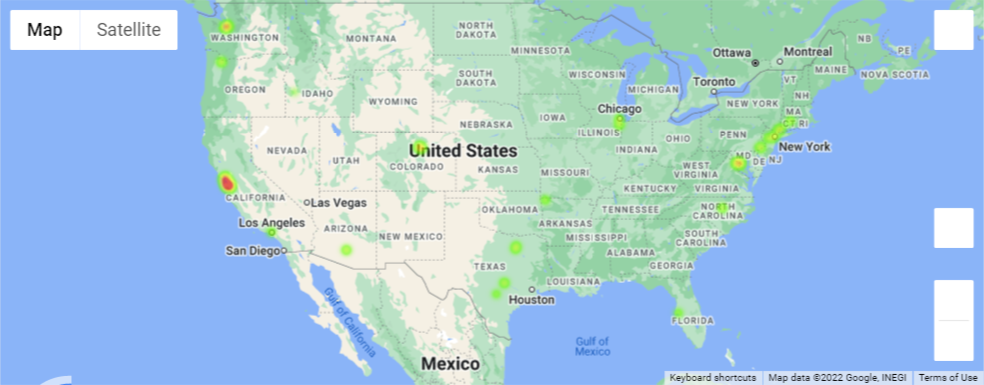 Map
Satellite
WASHINGTON
MONTANA
NORTH
DAKOTA
MINNESOTA
Ottawa
Montreal
NB
PE
NOVA SCOTIA
MAINE
VT
NH
Toronto
WISCONSIN
MICHIGAN
SOUTH
DAKOTA
OREGON
IDAHO
WYOMING
NEW YORK
MA
CT RI
Chicago
IOWA
NEBRASKA
ILLINOIS
INDIANA
OHIO
PENN
New York
NEVADA
UTAH
United States
COLORADO
KANSAS
MISSOURI
WEST
VIRGINIA
MD
DE
NJ
VIRGINIA
KENTUCKY
CALIFORNIA
Las Vegas
OKLAHOMA
TENNESSEE
NORTH
CAROLINA
Los Angeles
ARIZONA
NEW MEXICO
ARKANSAS
MISSISSIPPI
SOUTH
CAROLINA
San Diego
ALABAMA
GEORGIA
TEXAS
LOUISIANA
Houston
FLORIDA
Gulf of California
Gulf of
Mexico
Mexico
Keyboard shortcuts
Map data ©2022 Google, INEGI
Terms of Use